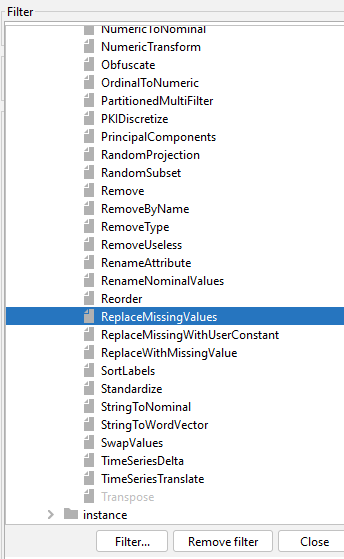 Filter
NumericToNominal
NumericTransform
Obfuscate
OrdinalToNumeric
PartitionedMultiFilter
PKIDiscretize
PrincipalComponents
RandomProjection
RandomSubset
Remove
RemoveByName
RemoveType
RemoveUseless
RenameAttribute
RenameNominalValues
Reorder
ReplaceMissingValues
ReplaceMissingWithUserConstant
ReplaceWithMissingValue
SortLabels
Standardize
StringToNominal
StringToWordVector
SwapValues
TimeSeriesDelta
TimeSeriesTranslate
Transpose
instance
Filter... Remove filter Close